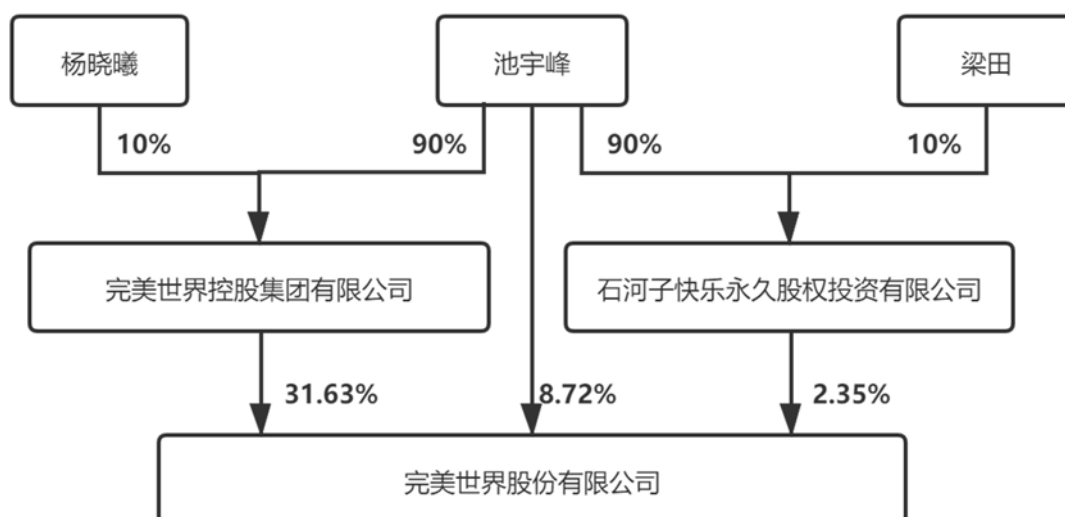 杨晓曦
池宇峰
梁田
10%
90%
90%
10%
完美世界控股集团有限公司
石河子快乐永久股权投资有限公司
31.63%
8.72%
2.35%
完美世界股份有限公司